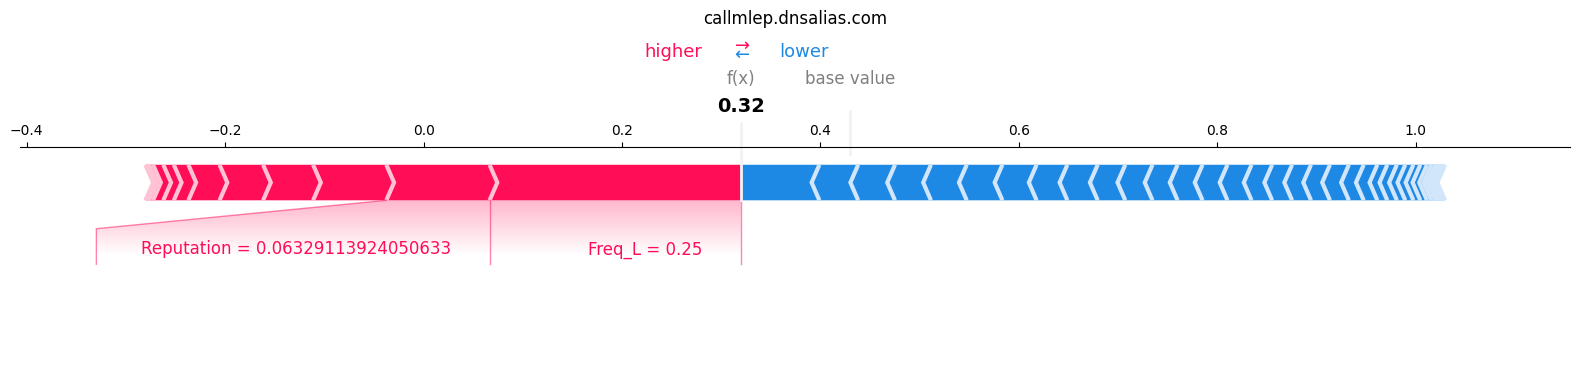 callmlep.dnsalias.com
higher → ← lower
f(x) base value
0.32
−0.4 −0.2 0.0 0.2 0.4 0.6 0.8 1.0
Reputation = 0.06329113924050633 Freq_L = 0.25